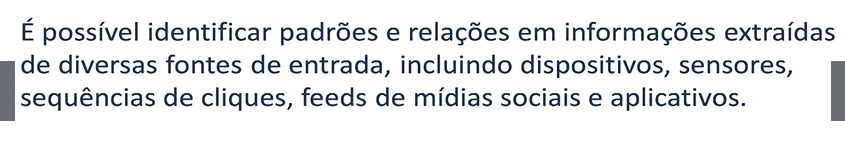 É possível identificar padrões e relações em informações extraídas
de diversas fontes de entrada, incluindo dispositivos, sensores,
sequências de cliques, feeds de mídias sociais e aplicativos.